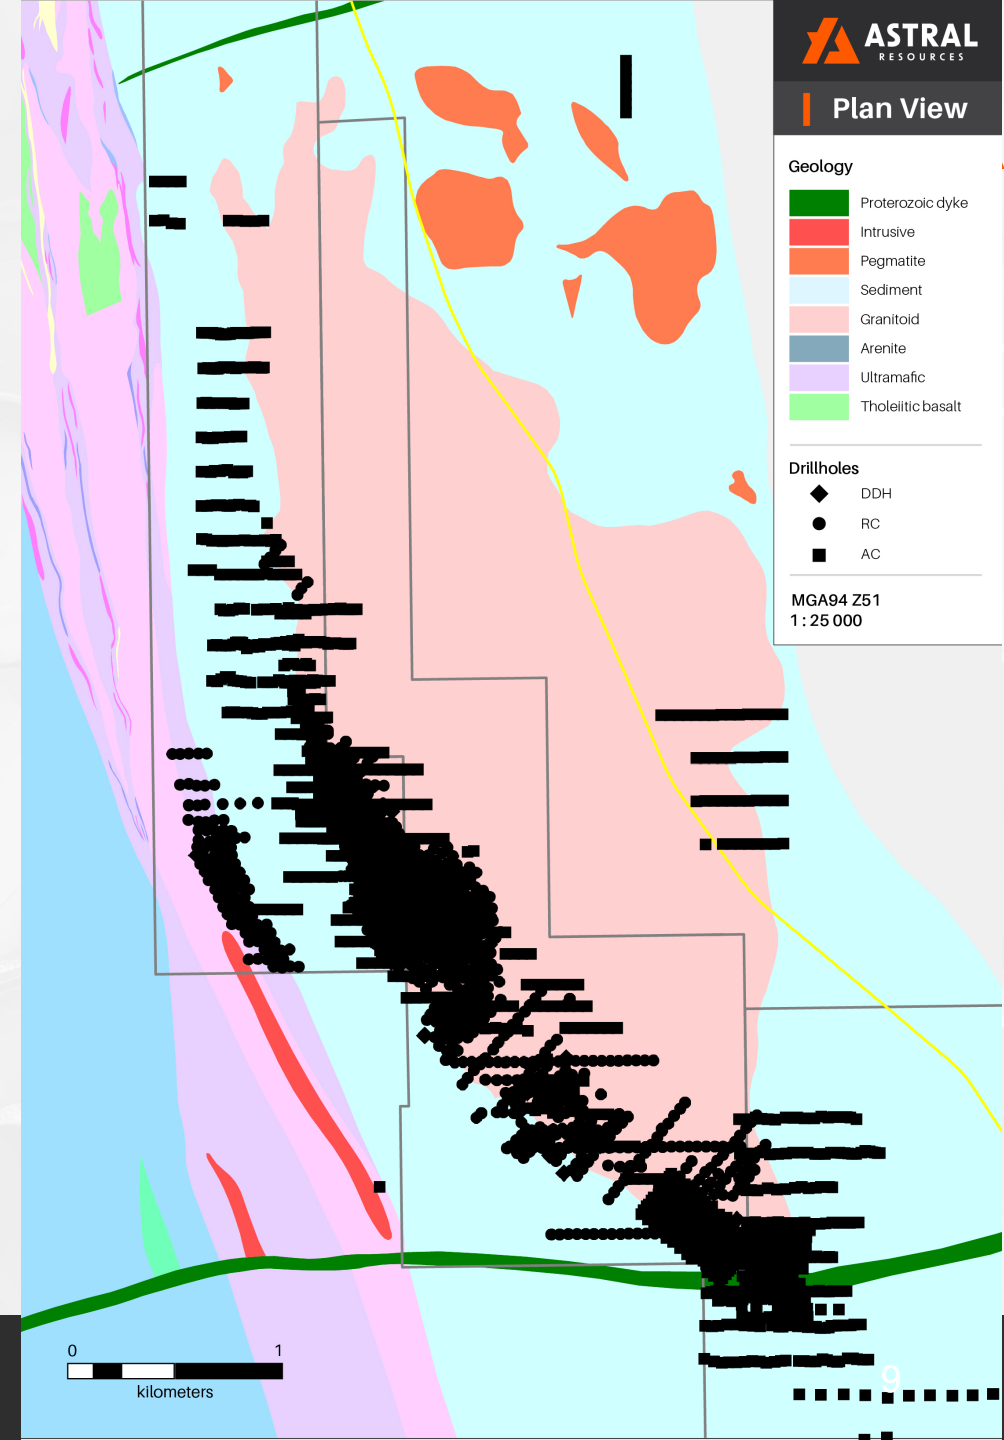 ASTRAL
RESOURCES
Plan View
Geology
Proterozoic dyke
Intrusive
Pegmatite
Sediment
Granitoid
Arenite
Ultramafic
Tholeiitic basalt
Drillholes
DDH
RC
AC
MGA94 Z51
1 : 25 000
0 1
kilometers
9